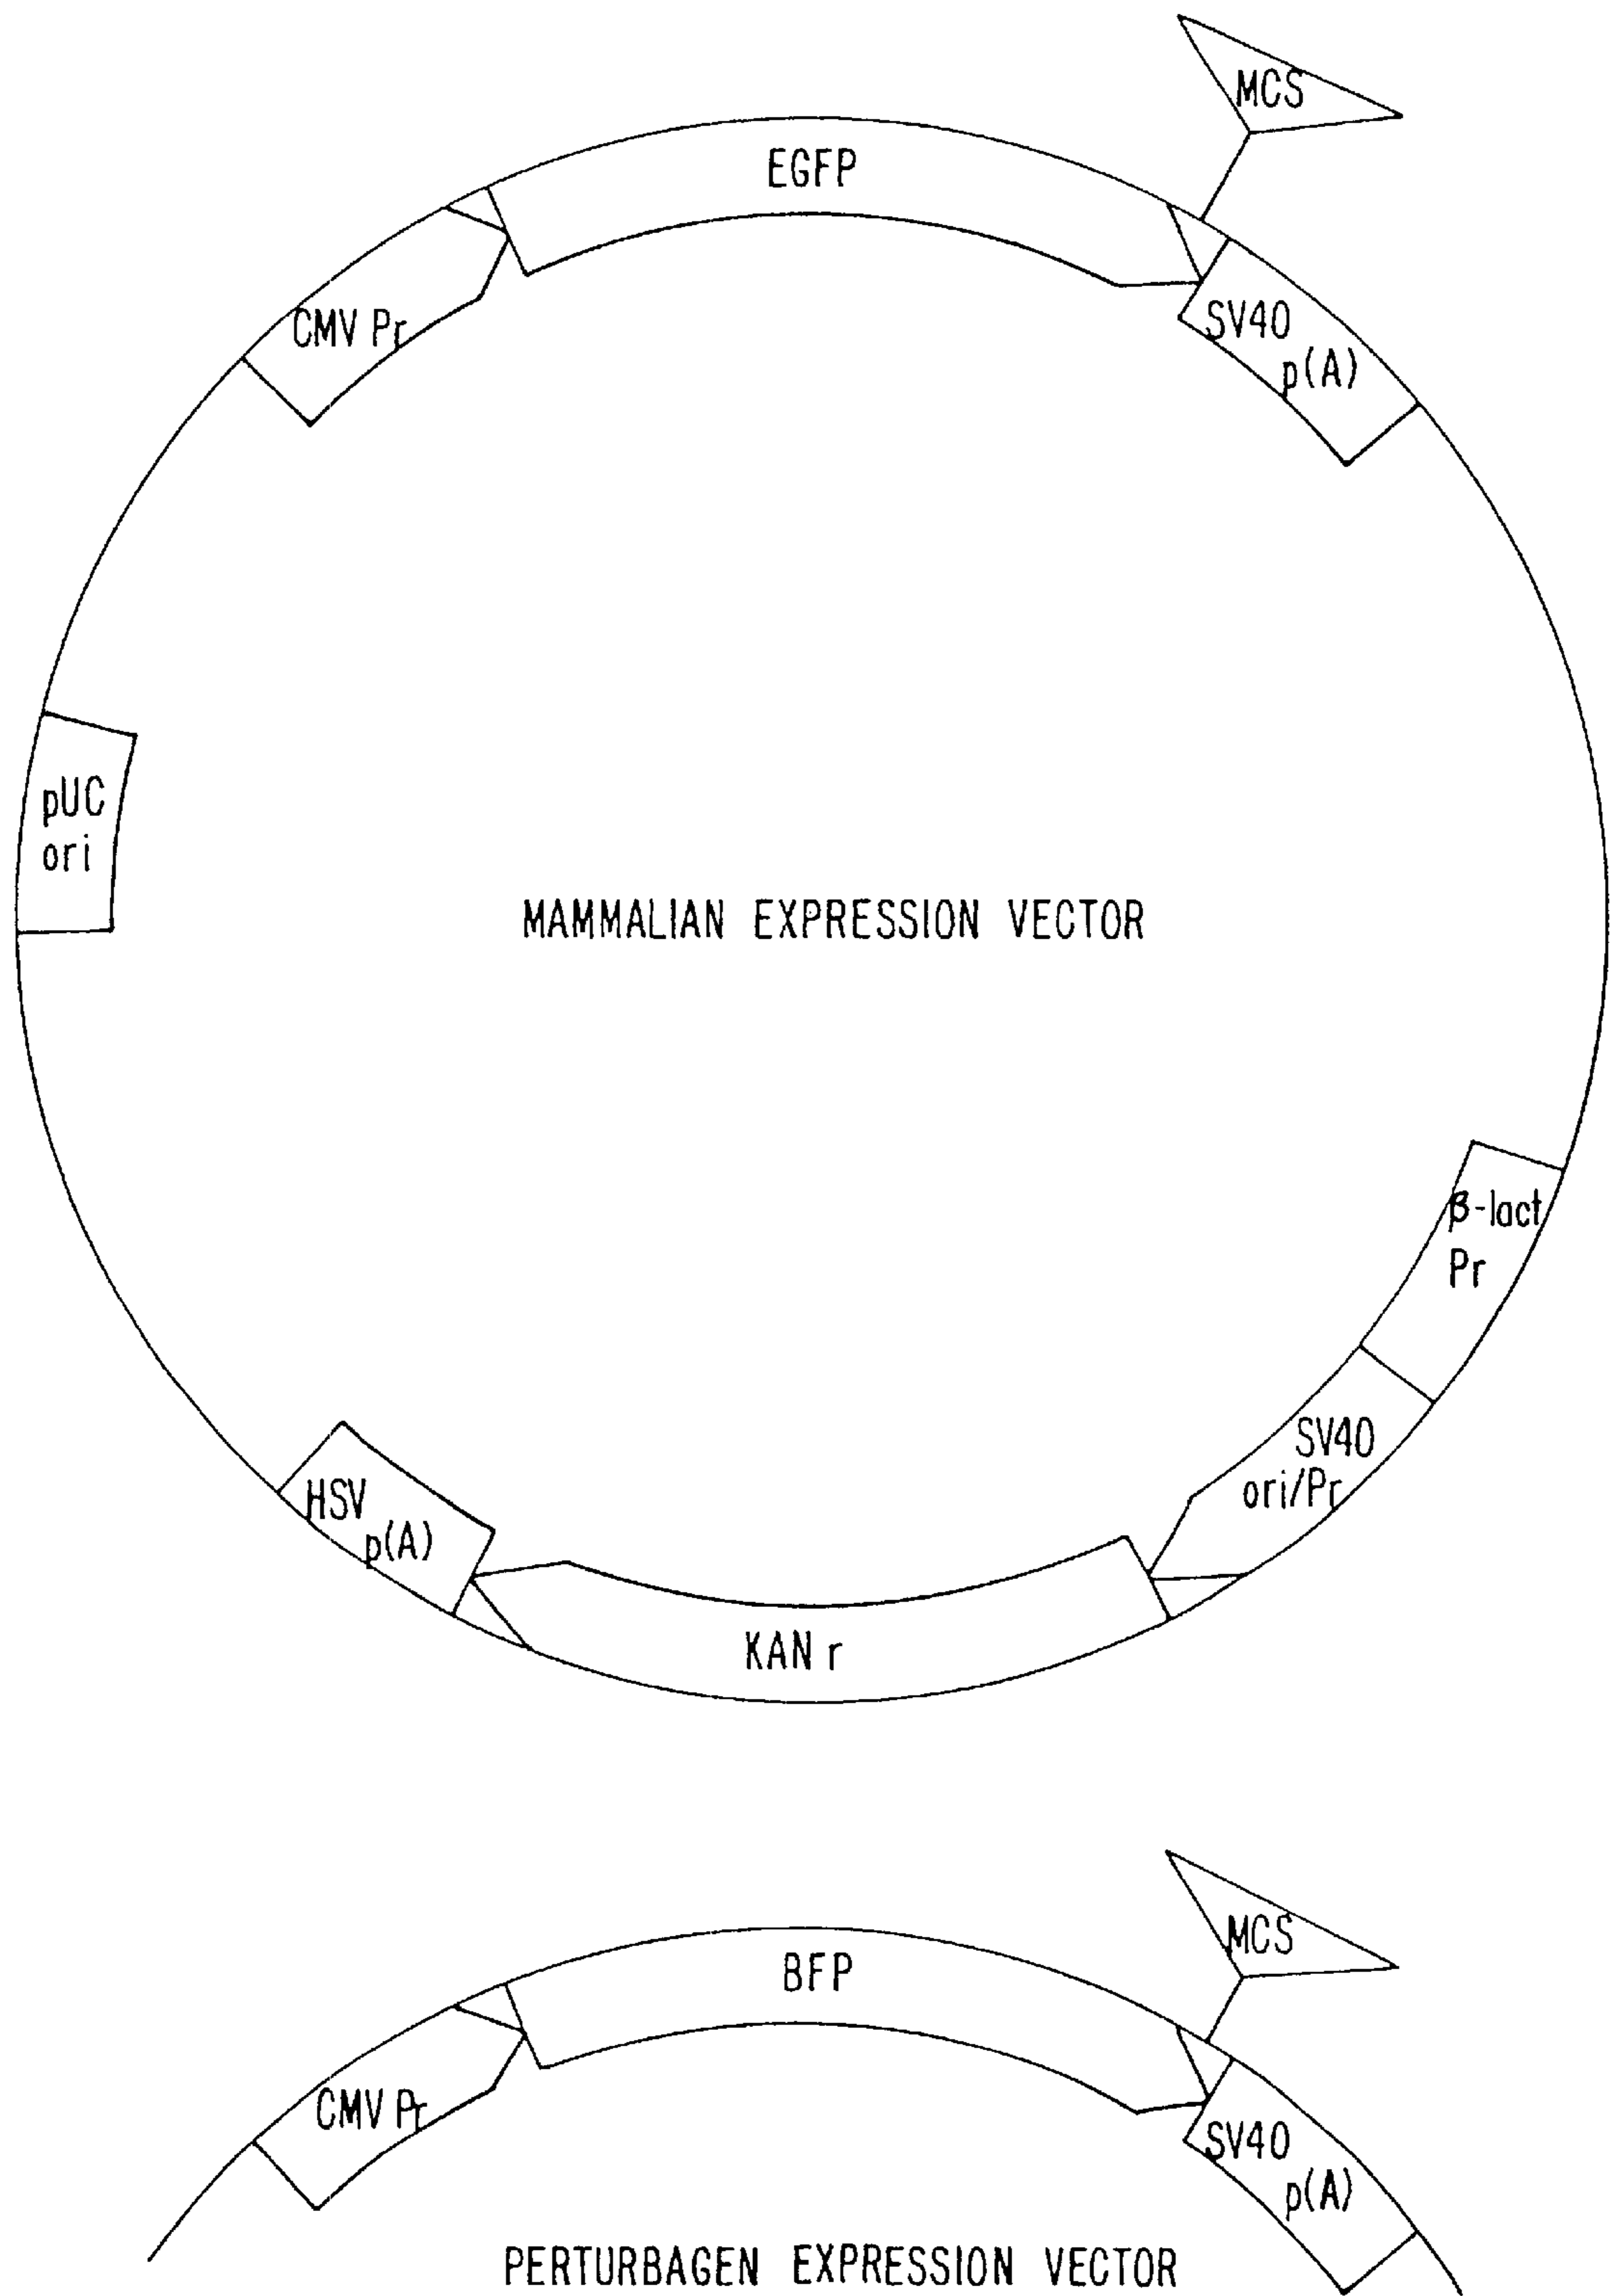 MCS
EGFP
CMV Pr
SV40
p(A)
pUC
ori
MAMMALIAN EXPRESSION VECTOR
β-lact
Pr
SV40
ori/Pr
HSV
p(A)
KAN r
MCS
BFP
CMV Pr
SV40
p(A)
PERTURBAGEN EXPRESSION VECTOR